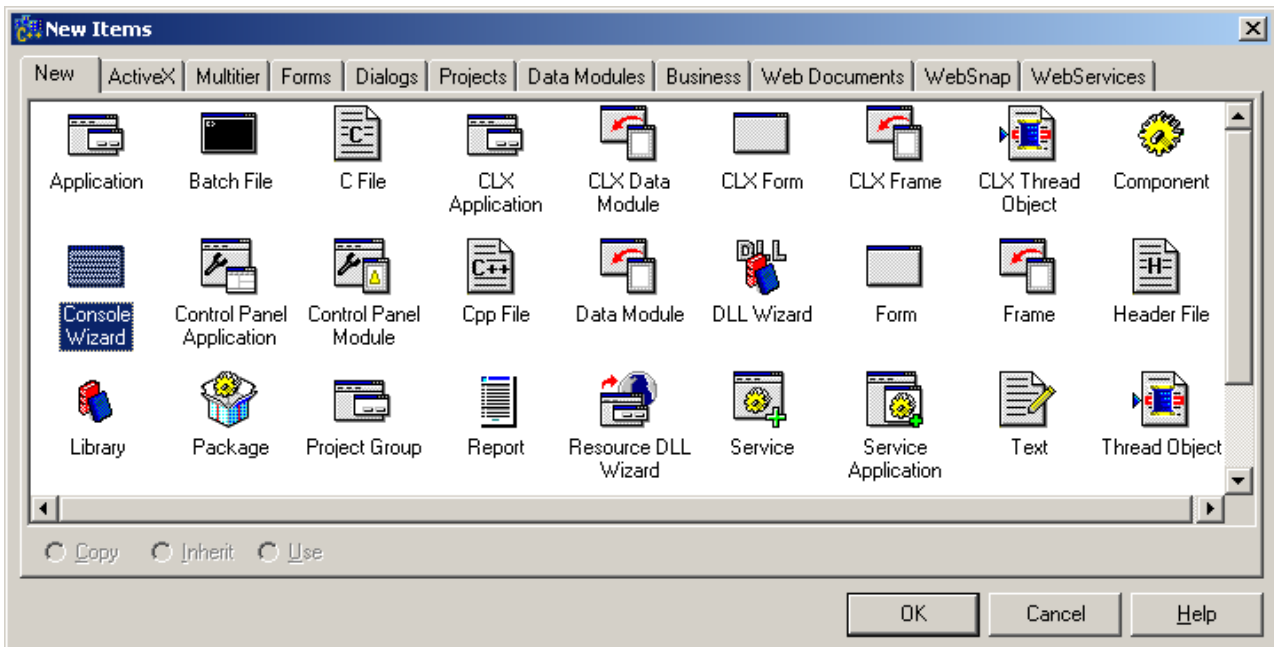 New Items
New ActiveX Multitier Forms Dialogs Projects Data Modules Business Web Documents WebSnap WebServices
Application Batch File C File CLX Application CLX Data Module CLX Form CLX Frame CLX Thread Object Component
Console Wizard Control Panel Application Control Panel Module Cpp File Data Module DLL Wizard Form Frame Header File
Library Package Project Group Report Resource DLL Wizard Service Service Application Text Thread Object
Copy Inherit Use
OK Cancel Help